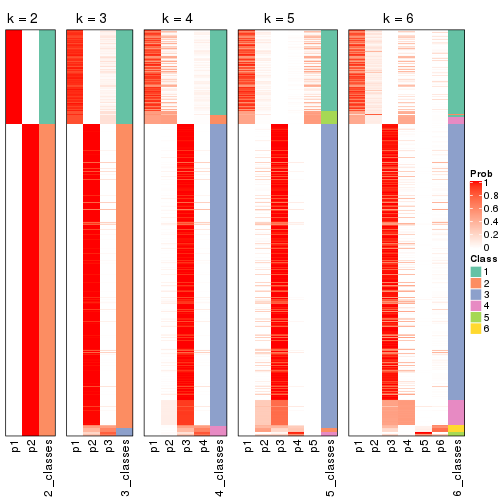 k = 2
k = 3
k = 4
k = 5
k = 6
Prob
1
0.8
0.6
0.4
0.2
0
Class
1
2
3
4
5
6
p1
p2
2_classes
p1
p2
p3
3_classes
p1
p2
p3
p4
4_classes
p1
p2
p3
p4
p5
5_classes
p1
p2
p3
p4
p5
p6
6_classes